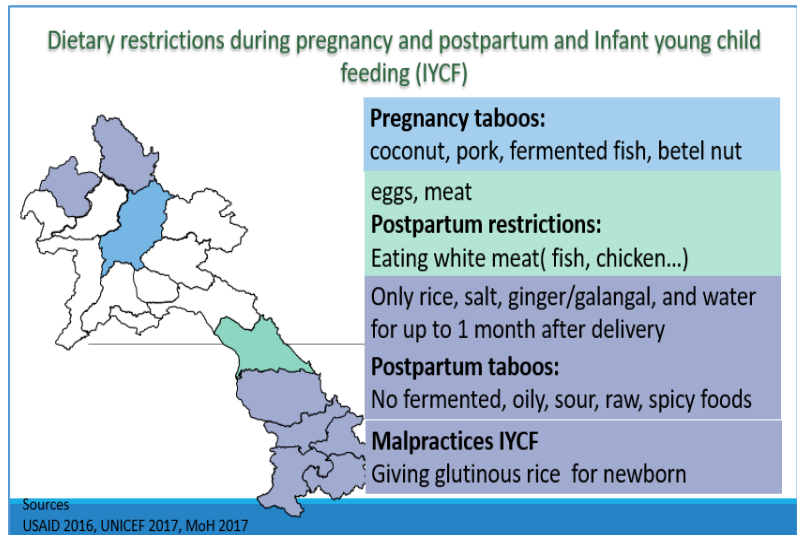 Dietary restrictions during pregnancy and postpartum and Infant young child
feeding (IYCF)
Pregnancy taboos:
coconut, pork, fermented fish, betel nut
eggs, meat
Postpartum restrictions:
Eating white meat( fish, chicken...)
Only rice, salt, ginger/galangal, and water
for up to 1 month after delivery
Postpartum taboos:
No fermented, oily, sour, raw, spicy foods
Malpractices IYCF
Giving glutinous rice  for newborn
Sources
USAID 2016, UNICEF 2017, MoH 2017